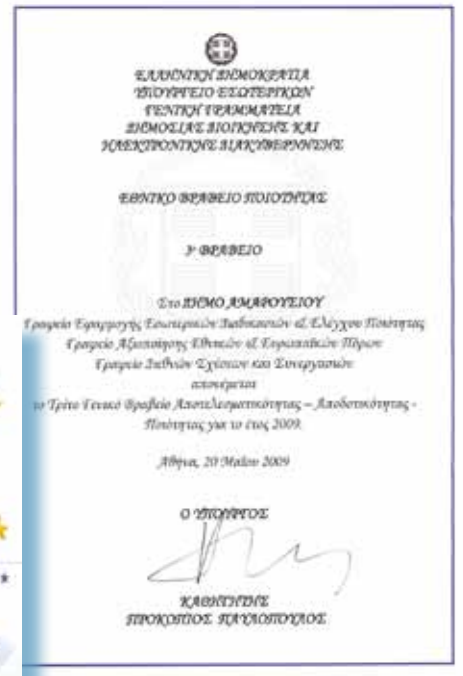 ΕΛΛΗΝΙΚΗ ΔΗΜΟΚΡΑΤΙΑ
ΥΠΟΥΡΓΕΙΟ ΕΣΩΤΕΡΙΚΩΝ
ΓΕΝΙΚΗ ΓΡΑΜΜΑΤΕΙΑ
ΔΗΜΟΣΙΑΣ ΔΙΟΙΚΗΣΗΣ ΚΑΙ
ΗΛΕΚΤΡΟΝΙΚΗΣ ΔΙΑΚΥΒΕΡΝΗΣΗΣ
ΕΘΝΙΚΟ ΒΡΑΒΕΙΟ ΠΟΙΟΤΗΤΑΣ
3ο ΒΡΑΒΕΙΟ
Στο ΔΗΜΟ ΑΜΑΡΟΥΣΙΟΥ
Γραφείο Εφαρμογής Εσωτερικών Διαδικασιών & Ελέγχου Ποιότητας
Γραφείο Αξιοποίησης Εθνικών & Ευρωπαϊκών Πόρων
Γραφείο Διεθνών Σχέσεων και Συνεργασιών
απονέμεται
το Τρίτο Γενικό Βραβείο Αποτελεσματικότητας – Αποδοτικότητας -
Ποιότητας για το έτος 2009.
Αθήνα, 20 Μαΐου 2009
Ο ΥΠΟΥΡΓΟΣ
ΚΑΘΗΓΗΤΗΣ
ΠΡΟΚΟΠΙΟΣ ΠΑΥΛΟΠΟΥΛΟΣ